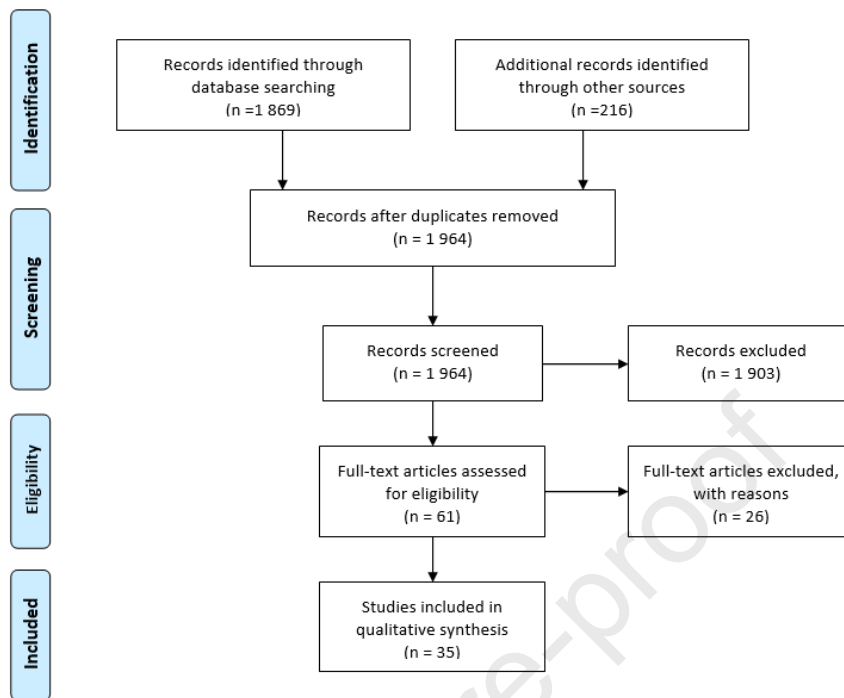 Identification
Records identified through
database searching
(n =1 869)
Additional records identified
through other sources
(n =216)
Screening
Records after duplicates removed
(n = 1 964)
Records screened
(n = 1 964)
Records excluded
(n = 1 903)
Eligibility
Full-text articles assessed
for eligibility
(n = 61)
Full-text articles excluded,
with reasons
(n = 26)
Included
Studies included in
qualitative synthesis
(n = 35)
re-proof